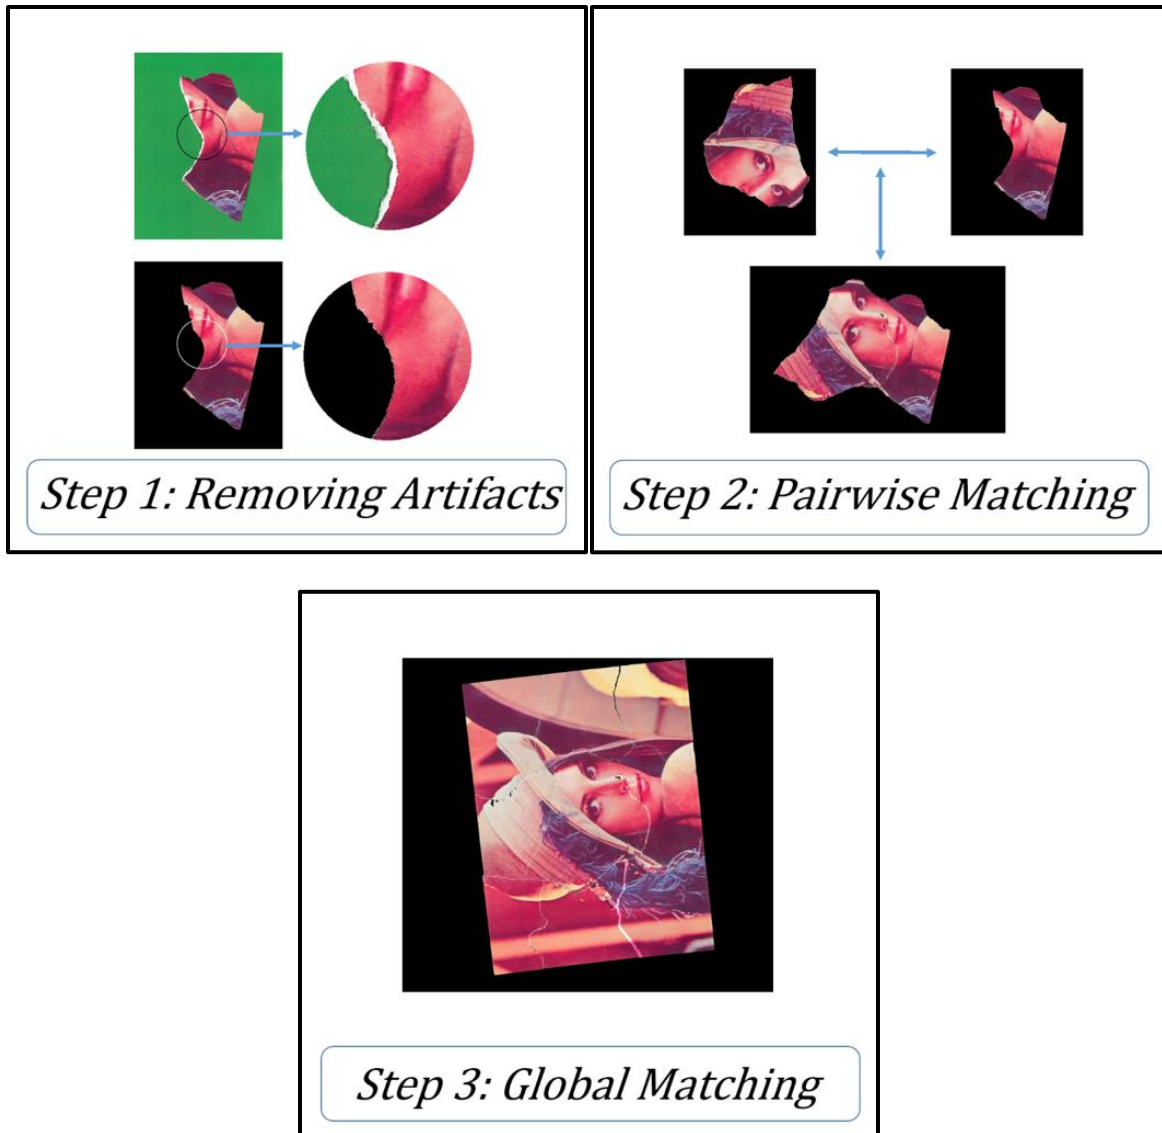 Step 1: Removing Artifacts
Step 2: Pairwise Matching
Step 3: Global Matching